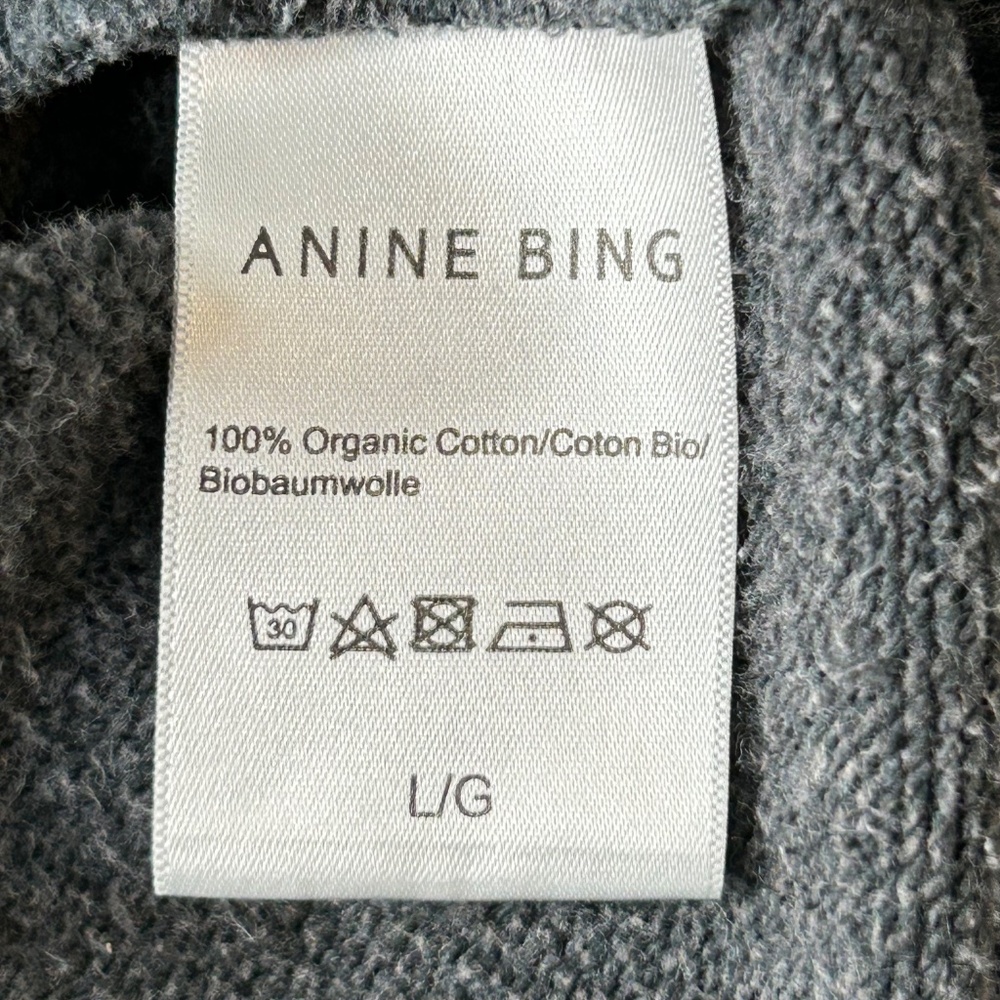 ANINE BING
100% Organic Cotton/Coton Bio/
Biobaumwolle
30
L/G